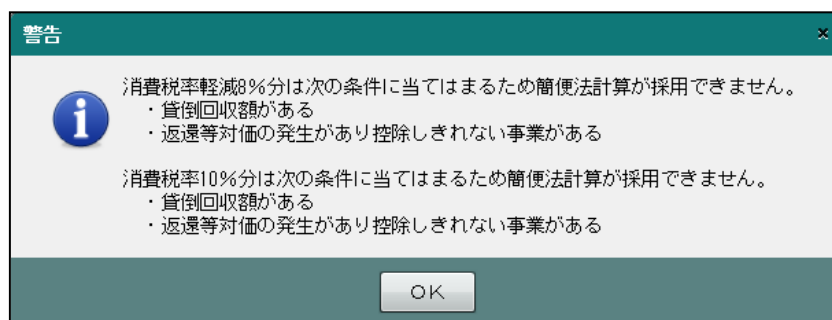 警告
消費税率軽減8%分は次の条件に当てはまるため簡便法計算が採用できません。
・貸倒回収額がある
・返還等対価の発生があり控除しきれない事業がある
消費税率10%分は次の条件に当てはまるため簡便法計算が採用できません。
・貸倒回収額がある
・返還等対価の発生があり控除しきれない事業がある
OK